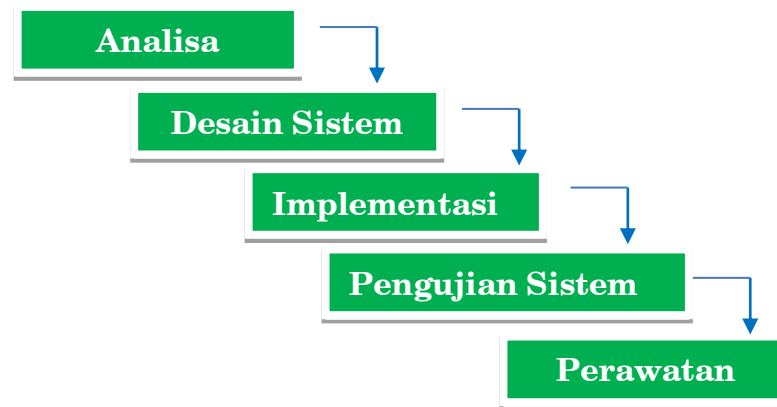 Analisa
Desain Sistem
Implementasi
Pengujian Sistem
Perawatan